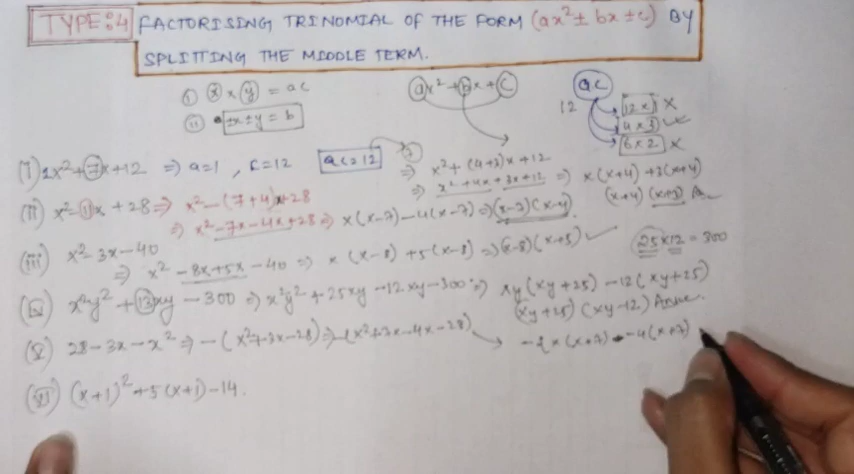 TYPE:4 FACTORISING TRINOMIAL OF THE FORM (ax² ± bx ± c) BY
SPLITTING THE MIDDLE TERM.
(i) x × y = ac
(ii) ±x ± y = b
ax² + bx + c
ac
12
12 × 1 ×
4 × 3 ✓
6 × 2 ×
(I) 1x² + 7x + 12 ⇒ a=1 , c=12 ac = 12
⇒ x² + (4+3)x + 12
⇒ x² + 4x + 3x + 12 ⇒ x(x+4) + 3(x+4)
(x+4) (x+3)
(II) x² - 11x + 28 ⇒ x² - (7+4)x + 28
⇒ x² - 7x - 4x + 28 ⇒ x(x-7) - 4(x-7) ⇒ (x-7)(x-4)
(III) x² - 3x - 40
⇒ x² - 8x + 5x - 40 ⇒ x(x-8) + 5(x-8) ⇒ (x-8)(x+5) ✓
25 × 12 = 300
(IV) x²y² + 13xy - 300 ⇒ x²y² + 25xy - 12xy - 300 ⇒ xy(xy+25) - 12(xy+25)
(xy+25) (xy-12)
(V) 28 - 3x - x² ⇒ -(x² + 3x - 28) ⇒ -(x² + 7x - 4x - 28)
x(x+7) - 4(x+7)
(VI) (x+1)² + 5(x+1) - 14.